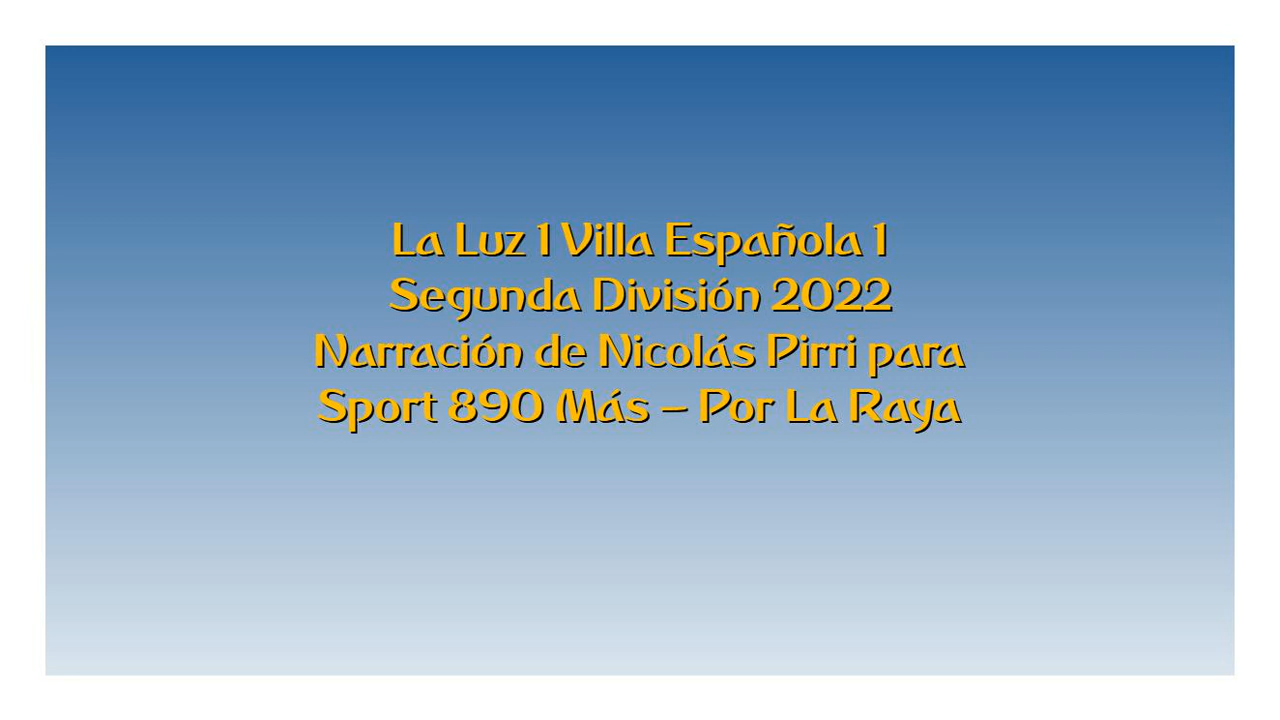 La Luz 1 Villa Española 1
Segunda División 2022
Narración de Nicolás Pirri para
Sport 890 Más – Por La Raya